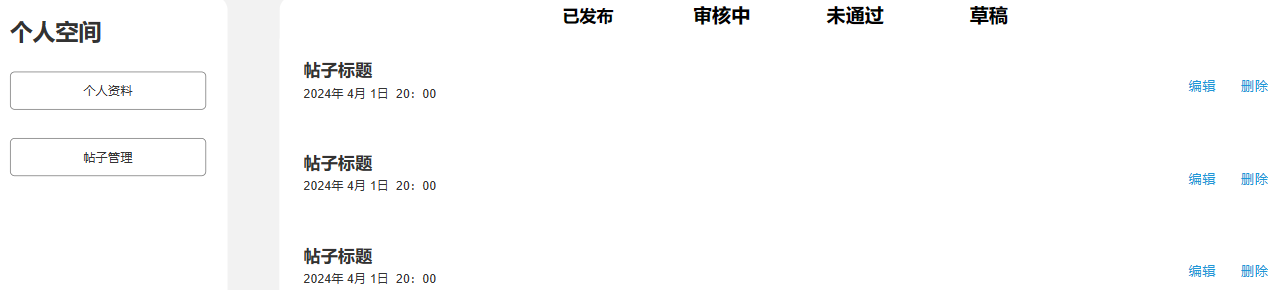 个人空间
个人资料
帖子管理
已发布 审核中 未通过 草稿
帖子标题
2024年 4月 1日 20：00
编辑 删除
帖子标题
2024年 4月 1日 20：00
编辑 删除
帖子标题
2024年 4月 1日 20：00
编辑 删除